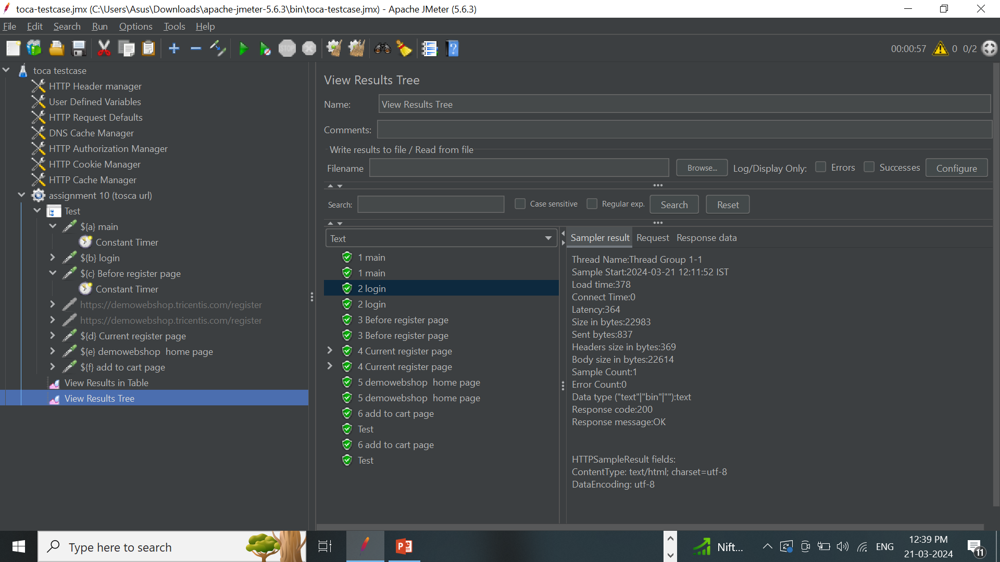 toca-testcase.jmx (C:\Users\Asus\Downloads\apache-jmeter-5.6.3\bin\toca-testcase.jmx) - Apache JMeter (5.6.3)
File Edit Search Run Options Tools Help
STOP
00:00:57 0 0/2
toca testcase
HTTP Header manager
User Defined Variables
HTTP Request Defaults
DNS Cache Manager
HTTP Authorization Manager
HTTP Cookie Manager
HTTP Cache Manager
assignment 10 (tosca url)
Test
${a} main
Constant Timer
${b} login
${c} Before register page
Constant Timer
https://demowebshop.tricentis.com/register
https://demowebshop.tricentis.com/register
${d} Current register page
${e} demowebshop  home page
${f} add to cart page
View Results in Table
View Results Tree
View Results Tree
Name: View Results Tree
Comments:
Write results to file / Read from file
Filename Browse... Log/Display Only: Errors Successes Configure
Search: Case sensitive Regular exp. Search Reset
Text
1 main
1 main
2 login
2 login
3 Before register page
3 Before register page
4 Current register page
4 Current register page
5 demowebshop  home page
5 demowebshop  home page
6 add to cart page
Test
6 add to cart page
Test
Sampler result Request Response data
Thread Name:Thread Group 1-1
Sample Start:2024-03-21 12:11:52 IST
Load time:378
Connect Time:0
Latency:364
Size in bytes:22983
Sent bytes:837
Headers size in bytes:369
Body size in bytes:22614
Sample Count:1
Error Count:0
Data type ("text"|"bin"|""):text
Response code:200
Response message:OK
HTTPSampleResult fields:
ContentType: text/html; charset=utf-8
DataEncoding: utf-8
Type here to search
Nift...
ENG
12:39 PM
21-03-2024
11